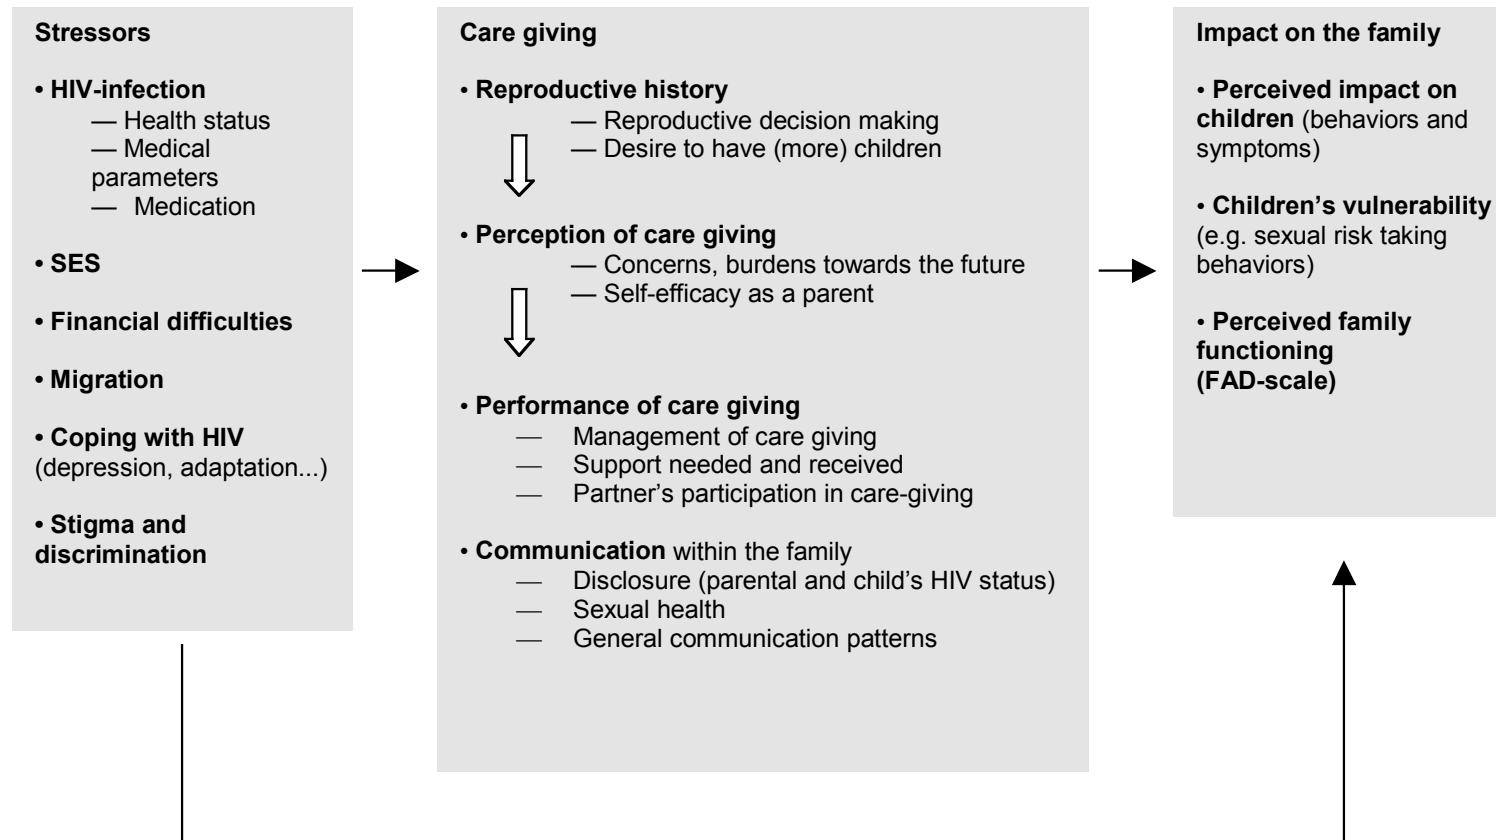 Stressors
• HIV-infection
— Health status
— Medical
parameters
— Medication
• SES
• Financial difficulties
• Migration
• Coping with HIV
(depression, adaptation...)
• Stigma and
discrimination
Care giving
• Reproductive history
— Reproductive decision making
— Desire to have (more) children
• Perception of care giving
— Concerns, burdens towards the future
— Self-efficacy as a parent
• Performance of care giving
— Management of care giving
— Support needed and received
— Partner’s participation in care-giving
• Communication within the family
— Disclosure (parental and child’s HIV status)
— Sexual health
— General communication patterns
Impact on the family
• Perceived impact on
children (behaviors and
symptoms)
• Children’s vulnerability
(e.g. sexual risk taking
behaviors)
• Perceived family
functioning
(FAD-scale)